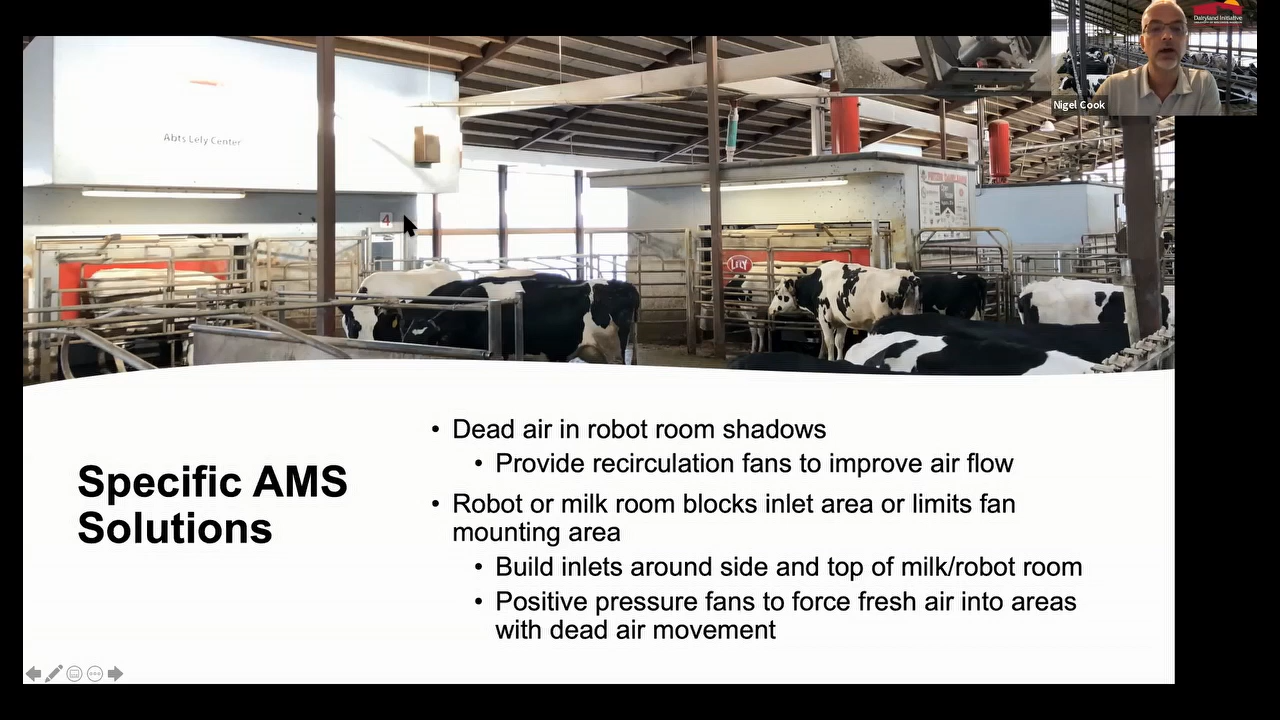 Dairyland Initiative
Nigel Cook
Abts Lely Center
4
Lely
Specific AMS
Solutions
• Dead air in robot room shadows
• Provide recirculation fans to improve air flow
• Robot or milk room blocks inlet area or limits fan
mounting area
• Build inlets around side and top of milk/robot room
• Positive pressure fans to force fresh air into areas
with dead air movement